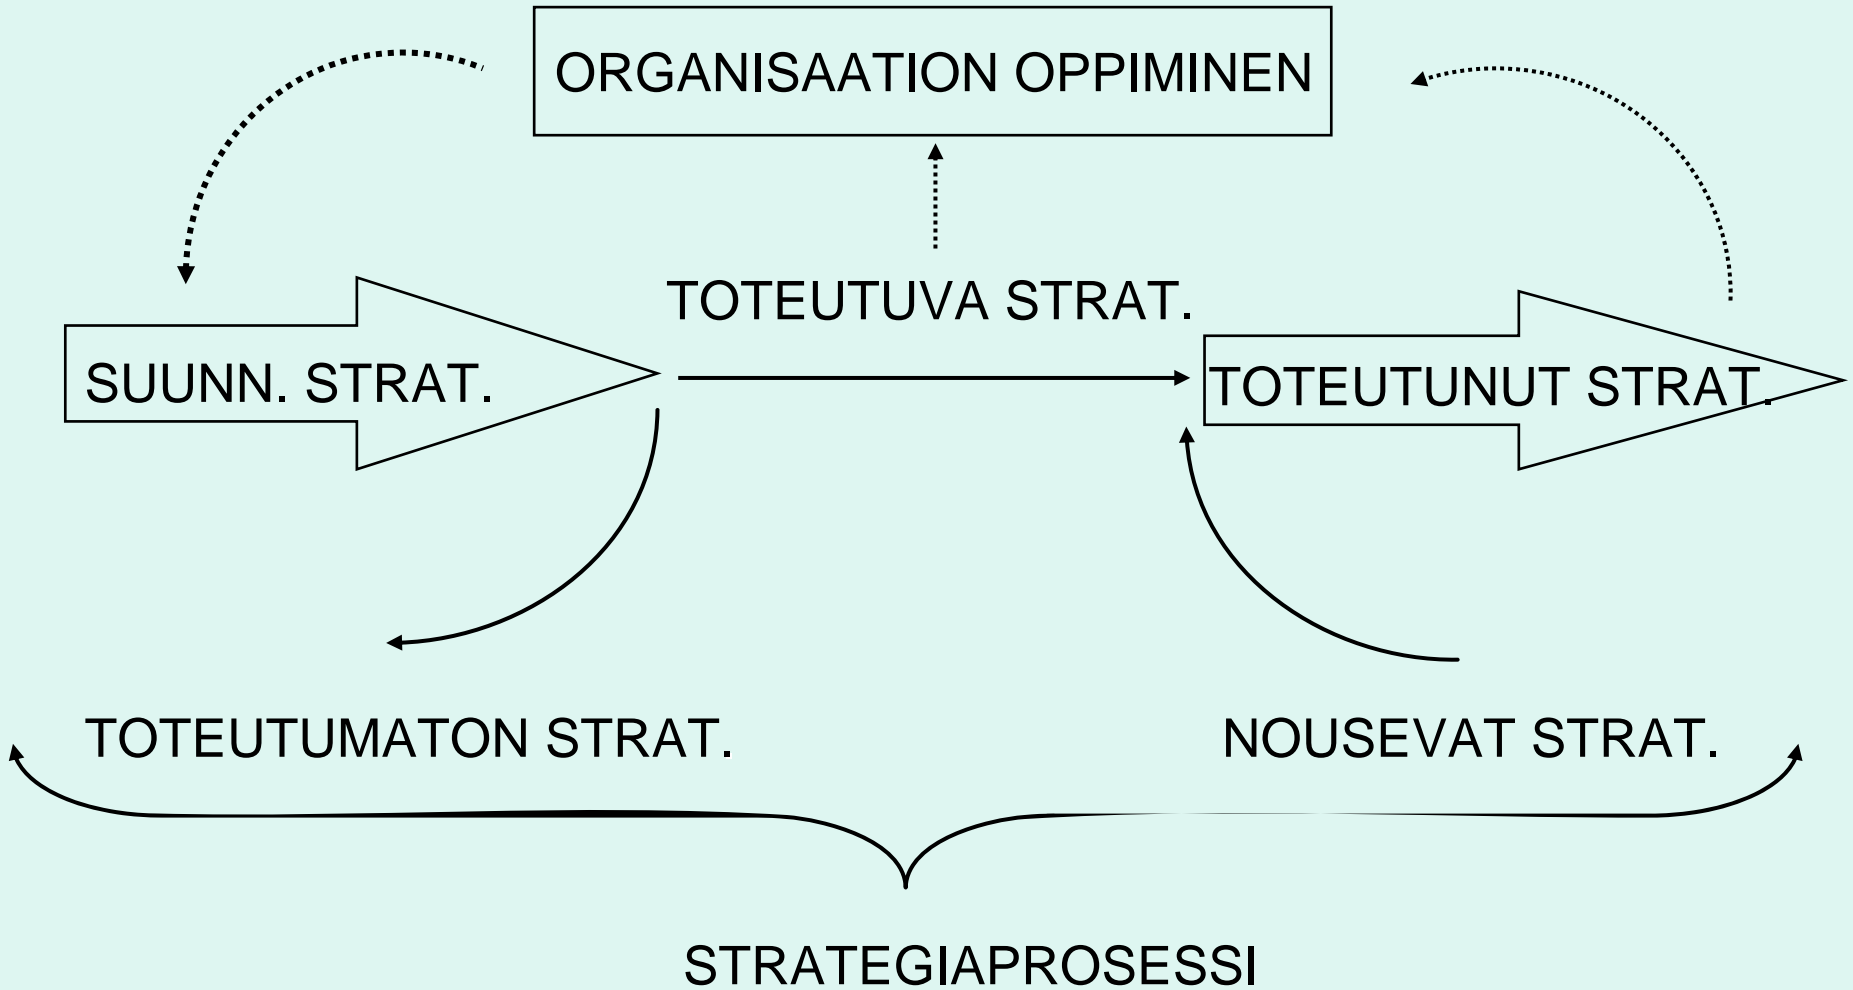 ORGANISAATION OPPIMINEN
TOTEUTUVA STRAT.
SUUNN. STRAT.
TOTEUTUNUT STRAT.
TOTEUTUMATON STRAT.
NOUSEVAT STRAT.
STRATEGIAPROSESSI